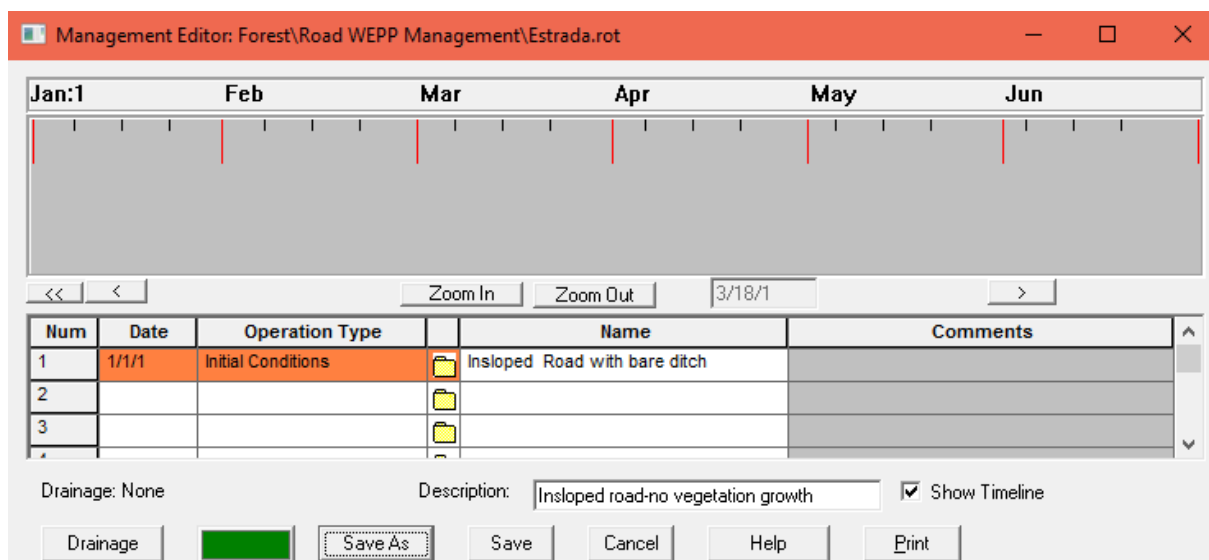 Management Editor: Forest\Road WEPP Management\Estrada.rot
Jan:1 Feb Mar Apr May Jun
<< < Zoom In Zoom Out 3/18/1 >
Num Date Operation Type Name Comments
1 1/1/1 Initial Conditions Insloped Road with bare ditch
2
3
Drainage: None Description: Insloped road-no vegetation growth Show Timeline
Drainage Save As Save Cancel Help Print